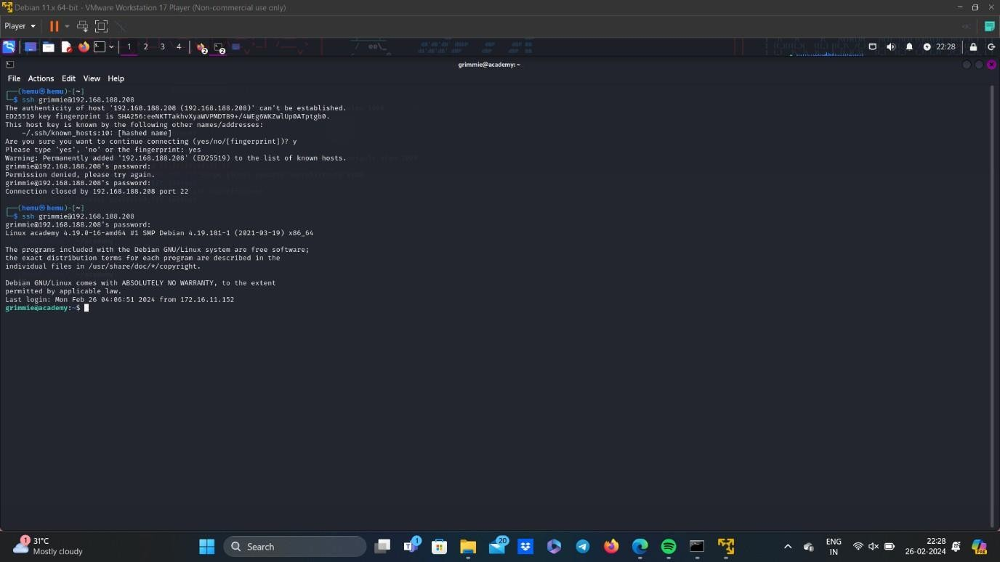 Debian 11.x 64-bit - VMware Workstation 17 Player (Non-commercial use only)
Player
1 2 3 4
2
2
22:28
grimmie@academy: ~
File Actions Edit View Help
┌──(hemu㉿hemu)-[~]
└─$ ssh grimmie@192.168.188.208
The authenticity of host '192.168.188.208 (192.168.188.208)' can't be established.
ED25519 key fingerprint is SHA256:eeNKTTakhvXyaWVPMDTB9+/4WEg6WKZwlUp0ATptgb0.
This host key is known by the following other names/addresses:
~/.ssh/known_hosts:10: [hashed name]
Are you sure you want to continue connecting (yes/no/[fingerprint])? y
Please type 'yes', 'no' or the fingerprint: yes
Warning: Permanently added '192.168.188.208' (ED25519) to the list of known hosts.
grimmie@192.168.188.208's password:
Permission denied, please try again.
grimmie@192.168.188.208's password:
Connection closed by 192.168.188.208 port 22
┌──(hemu㉿hemu)-[~]
└─$ ssh grimmie@192.168.188.208
grimmie@192.168.188.208's password:
Linux academy 4.19.0-16-amd64 #1 SMP Debian 4.19.181-1 (2021-03-19) x86_64
The programs included with the Debian GNU/Linux system are free software;
the exact distribution terms for each program are described in the
individual files in /usr/share/doc/*/copyright.
Debian GNU/Linux comes with ABSOLUTELY NO WARRANTY, to the extent
permitted by applicable law.
Last login: Mon Feb 26 04:06:51 2024 from 172.16.11.152
grimmie@academy:~$
1
31°C
Mostly cloudy
Search
1
20
ENG
IN
22:28
26-02-2024
PRE